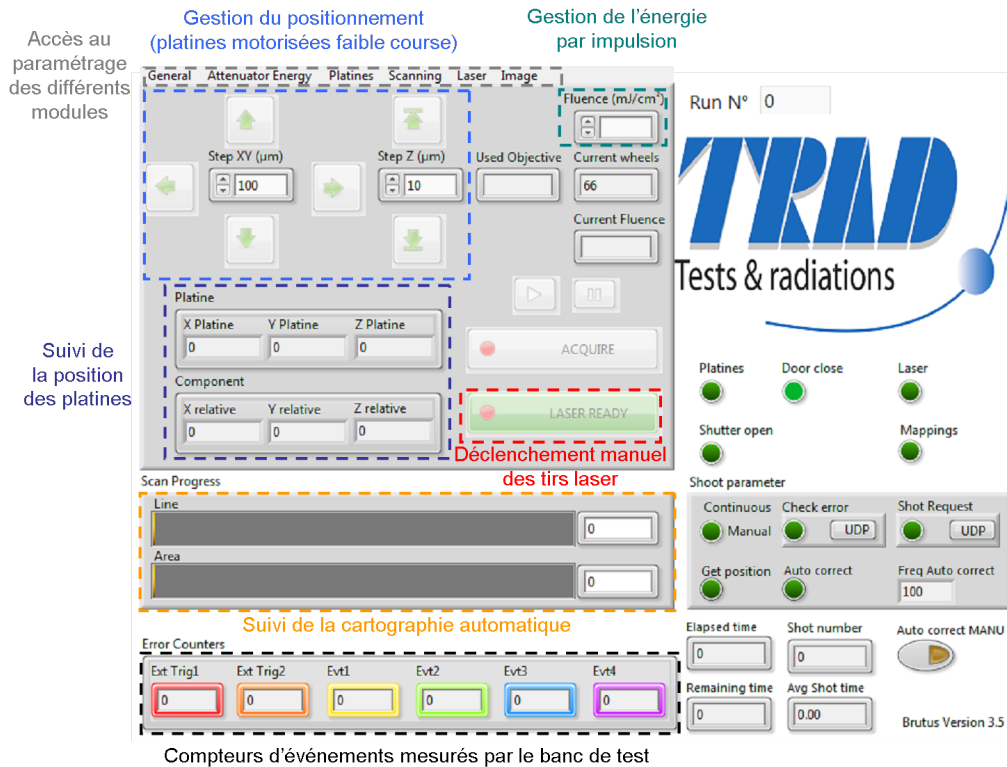 Gestion du positionnement
(platines motorisées faible course)
Gestion de l'énergie
par impulsion
Accès au
paramétrage
des différents
modules
General Attenuator Energy Platines Scanning Laser Image
Fluence (mJ/cm²)
Run N° 0
Step XY (µm) Step Z (µm) Used Objective Current wheels
100 10 66
Current Fluence
TRAD
Tests & radiations
Platine
X Platine Y Platine Z Platine
0 0 0
ACQUIRE
Suivi de
la position
des platines
Component
X relative Y relative Z relative
0 0 0
LASER READY
Déclenchement manuel
des tirs laser
Platines Door close Laser
Shutter open Mappings
Scan Progress
Line
0
Area
0
Suivi de la cartographie automatique
Shoot parameter
Continuous Check error Shot Request
Manual UDP UDP
Get position Auto correct Freq Auto correct
100
Error Counters
Ext Trig1 Ext Trig2 Evt1 Evt2 Evt3 Evt4
0 0 0 0 0 0
Elapsed time Shot number Auto correct MANU
0 0
Remaining time Avg Shot time
0 0.00
Brutus Version 3.5
Compteurs d'événements mesurés par le banc de test